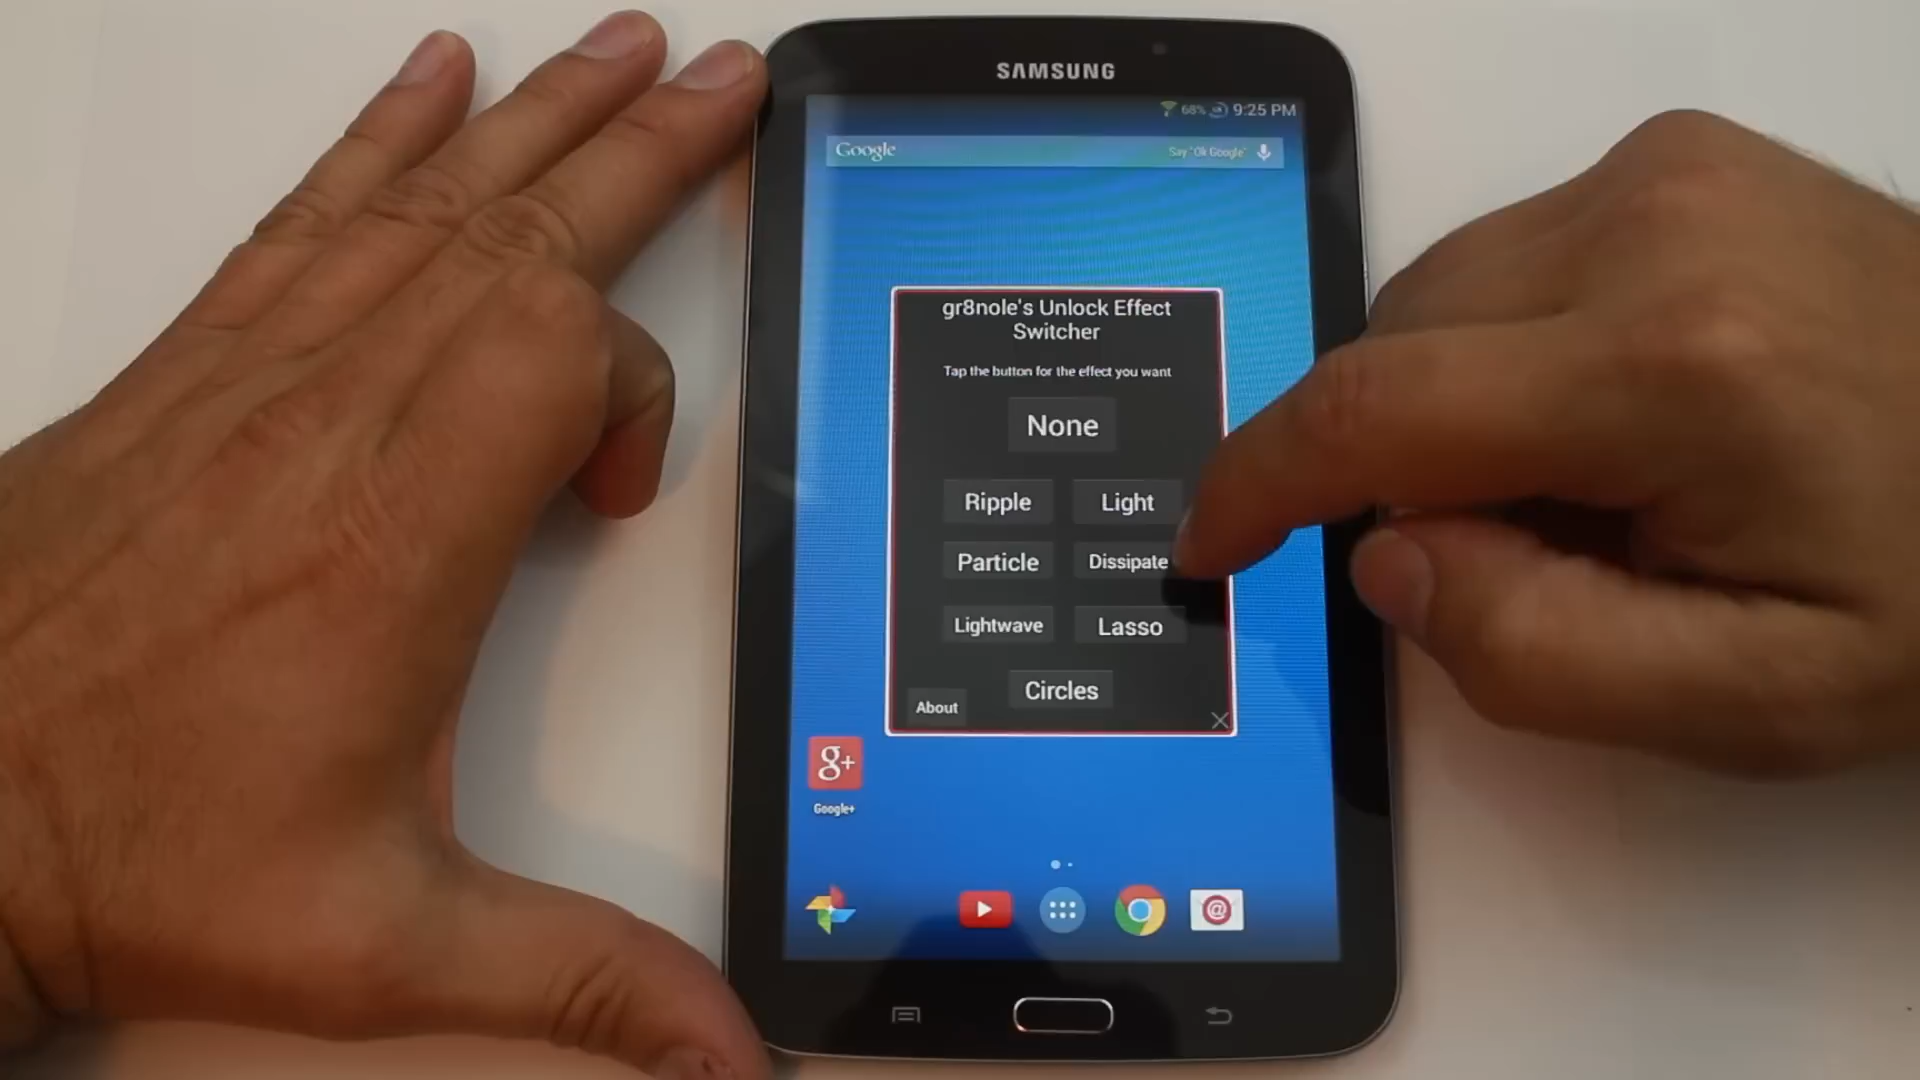 SAMSUNG
68% 9:25 PM
Google Say "Ok Google"
gr8nole's Unlock Effect
Switcher
Tap the button for the effect you want
None
Ripple Light
Particle Dissipate
Lightwave Lasso
Circles
About
g+
Google+
@